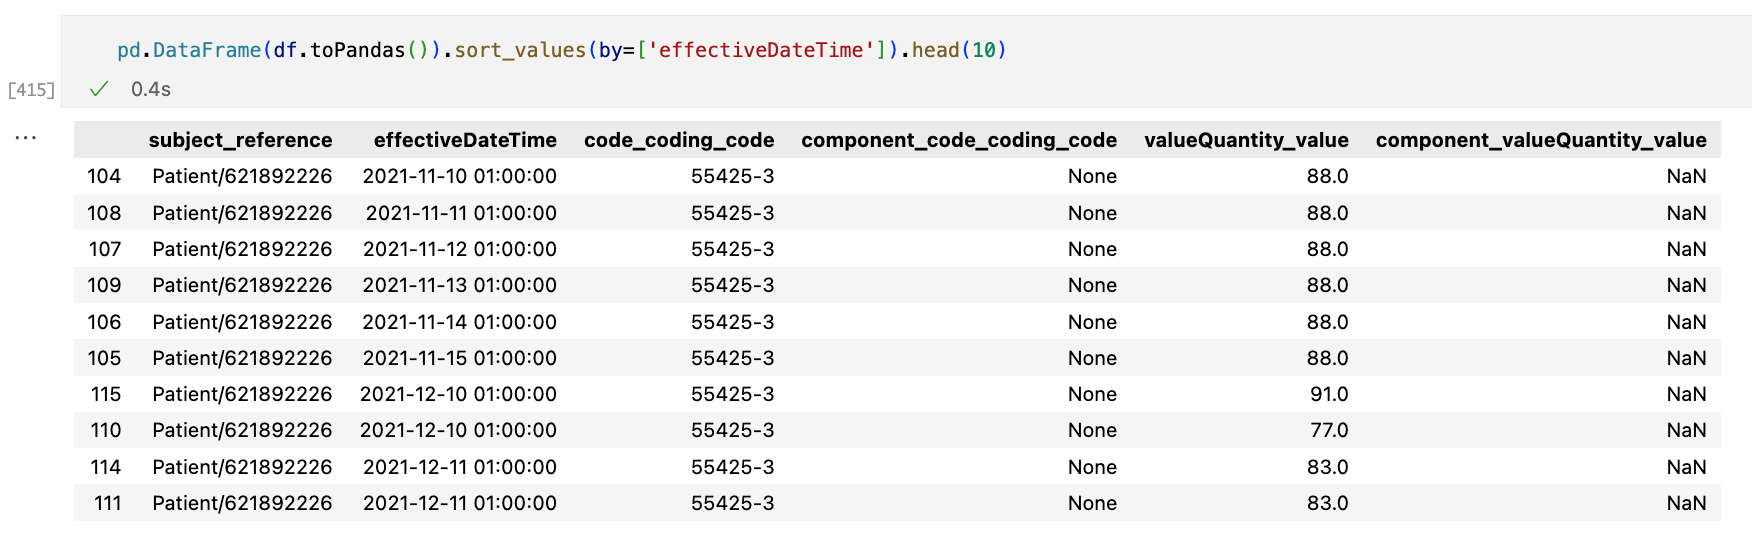 pd.DataFrame(df.toPandas()).sort_values(by=['effectiveDateTime']).head(10)
[415] ✓ 0.4s
...
subject_reference effectiveDateTime code_coding_code component_code_coding_code valueQuantity_value component_valueQuantity_value
104 Patient/621892226 2021-11-10 01:00:00 55425-3 None 88.0 NaN
108 Patient/621892226 2021-11-11 01:00:00 55425-3 None 88.0 NaN
107 Patient/621892226 2021-11-12 01:00:00 55425-3 None 88.0 NaN
109 Patient/621892226 2021-11-13 01:00:00 55425-3 None 88.0 NaN
106 Patient/621892226 2021-11-14 01:00:00 55425-3 None 88.0 NaN
105 Patient/621892226 2021-11-15 01:00:00 55425-3 None 88.0 NaN
115 Patient/621892226 2021-12-10 01:00:00 55425-3 None 91.0 NaN
110 Patient/621892226 2021-12-10 01:00:00 55425-3 None 77.0 NaN
114 Patient/621892226 2021-12-11 01:00:00 55425-3 None 83.0 NaN
111 Patient/621892226 2021-12-11 01:00:00 55425-3 None 83.0 NaN